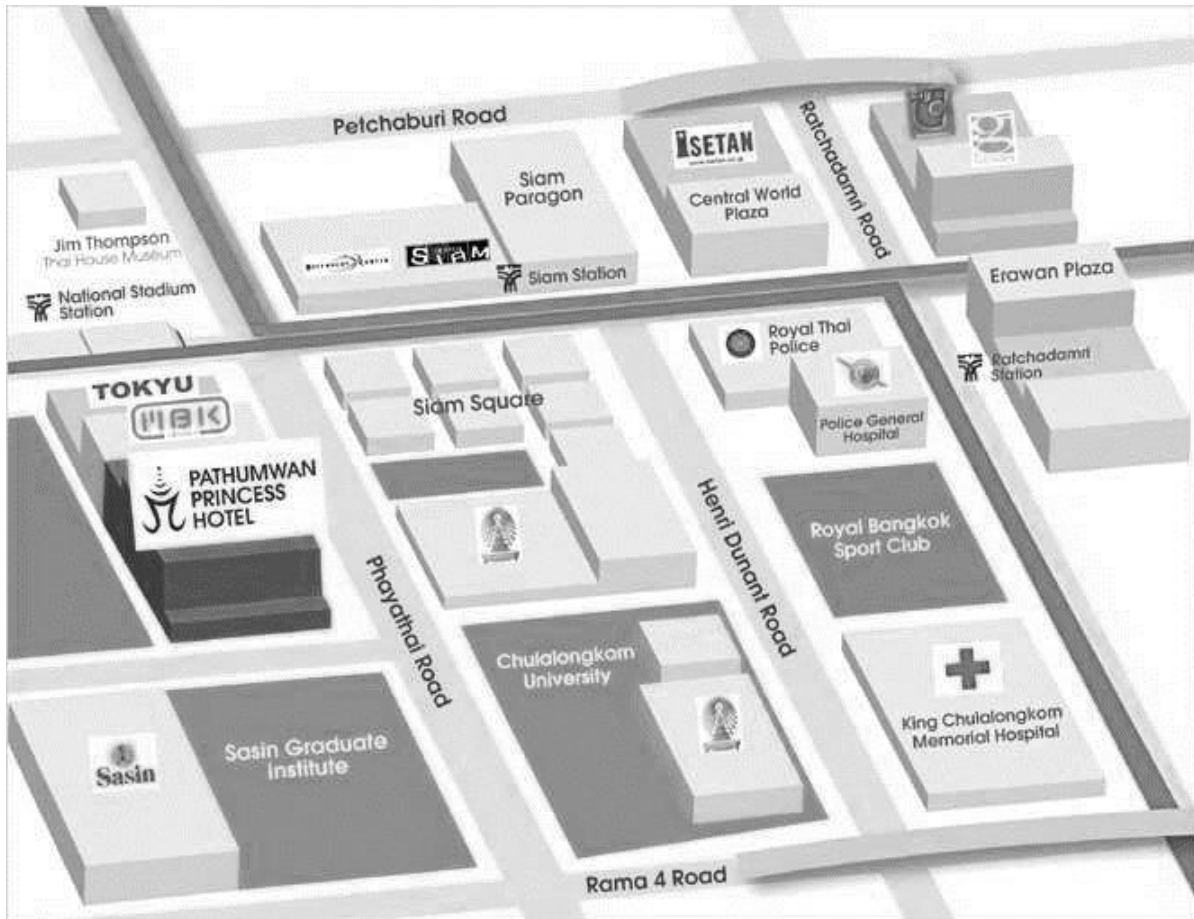 Petchaburi Road
Ratchadamri Road
ISETAN
Siam
Paragon
Central World
Plaza
Jim Thompson
Thai House Museum
SIAM
Siam Station
National Stadium
Station
Erawan Plaza
Royal Thai
Police
Ratchadamri
Station
TOKYU
MBK
Siam Square
Police General
Hospital
PATHUMWAN
PRINCESS
HOTEL
Henri Dunant Road
Royal Bangkok
Sport Club
Phayathai Road
Chulalongkorn
University
King Chulalongkorn
Memorial Hospital
Sasin
Sasin Graduate
Institute
Rama 4 Road